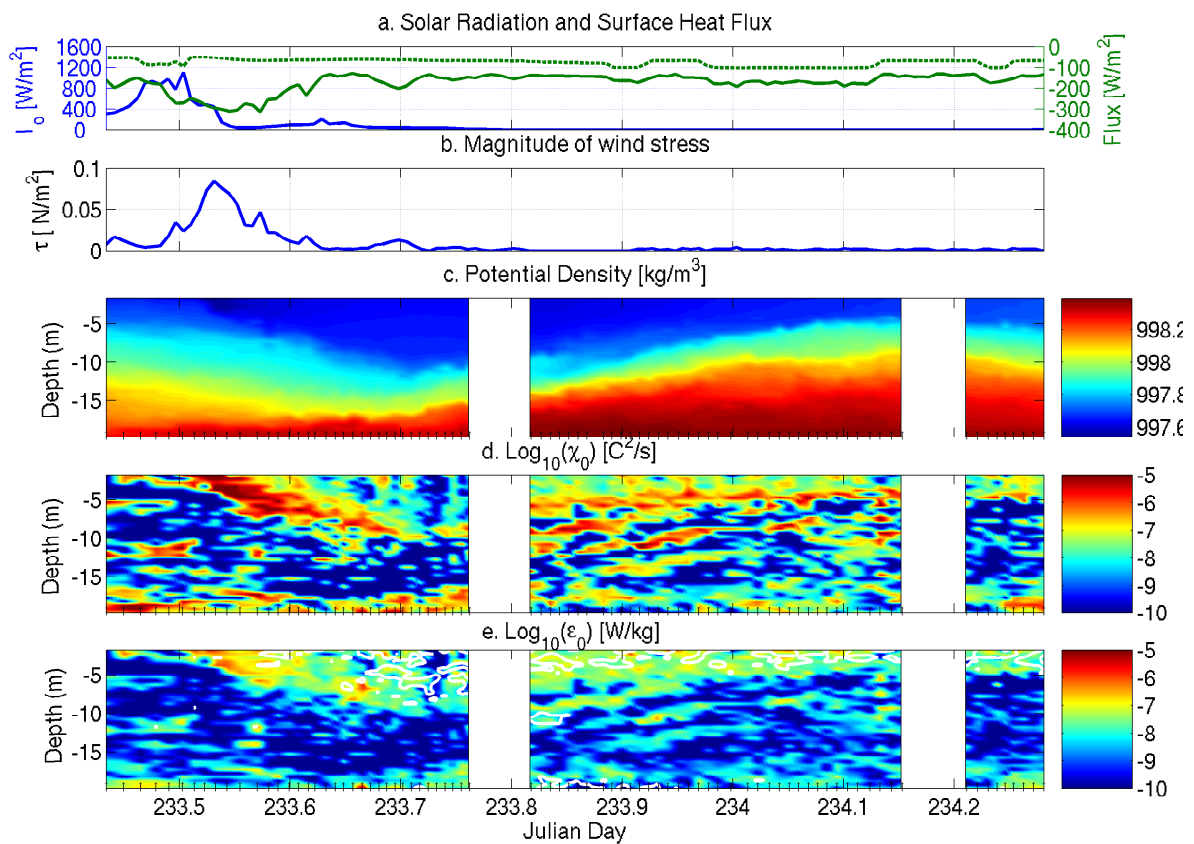 a. Solar Radiation and Surface Heat Flux
I₀ [W/m²]
1600
1200
800
400
0
0
-100
-200
-300
-400
Flux [W/m²]
b. Magnitude of wind stress
τ [ N/m²]
0.1
0.05
0
c. Potential Density [kg/m³]
Depth (m)
-5
-10
-15
998.2
998
997.8
997.6
d. Log₁₀(χ₀) [C²/s]
Depth (m)
-5
-10
-15
-5
-6
-7
-8
-9
-10
e. Log₁₀(ε₀) [W/kg]
Depth (m)
-5
-10
-15
-5
-6
-7
-8
-9
-10
233.5 233.6 233.7 233.8 233.9 234 234.1 234.2
Julian Day